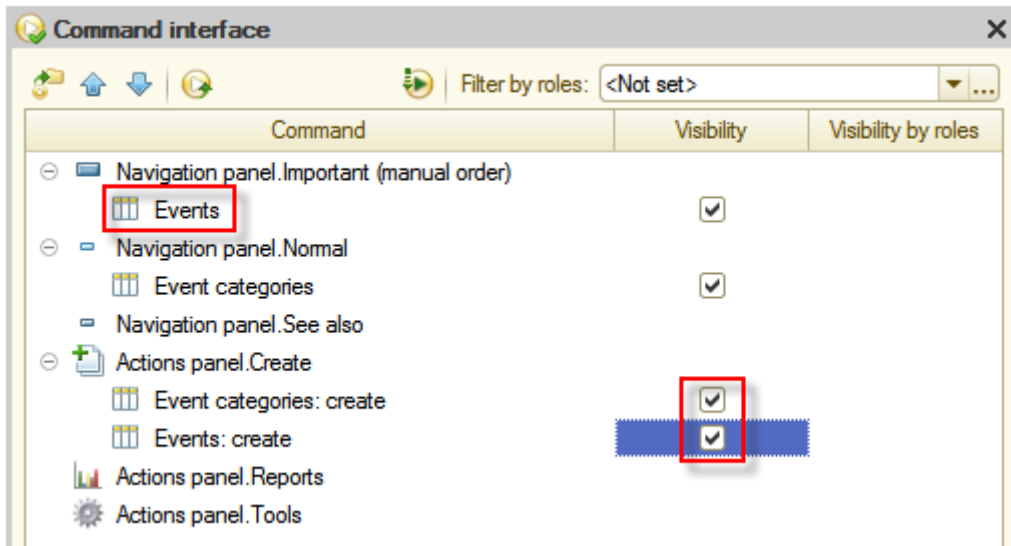 Command interface
Filter by roles: <Not set>
Command Visibility Visibility by roles
Navigation panel.Important (manual order)
Events
Navigation panel.Normal
Event categories
Navigation panel.See also
Actions panel.Create
Event categories: create
Events: create
Actions panel.Reports
Actions panel.Tools